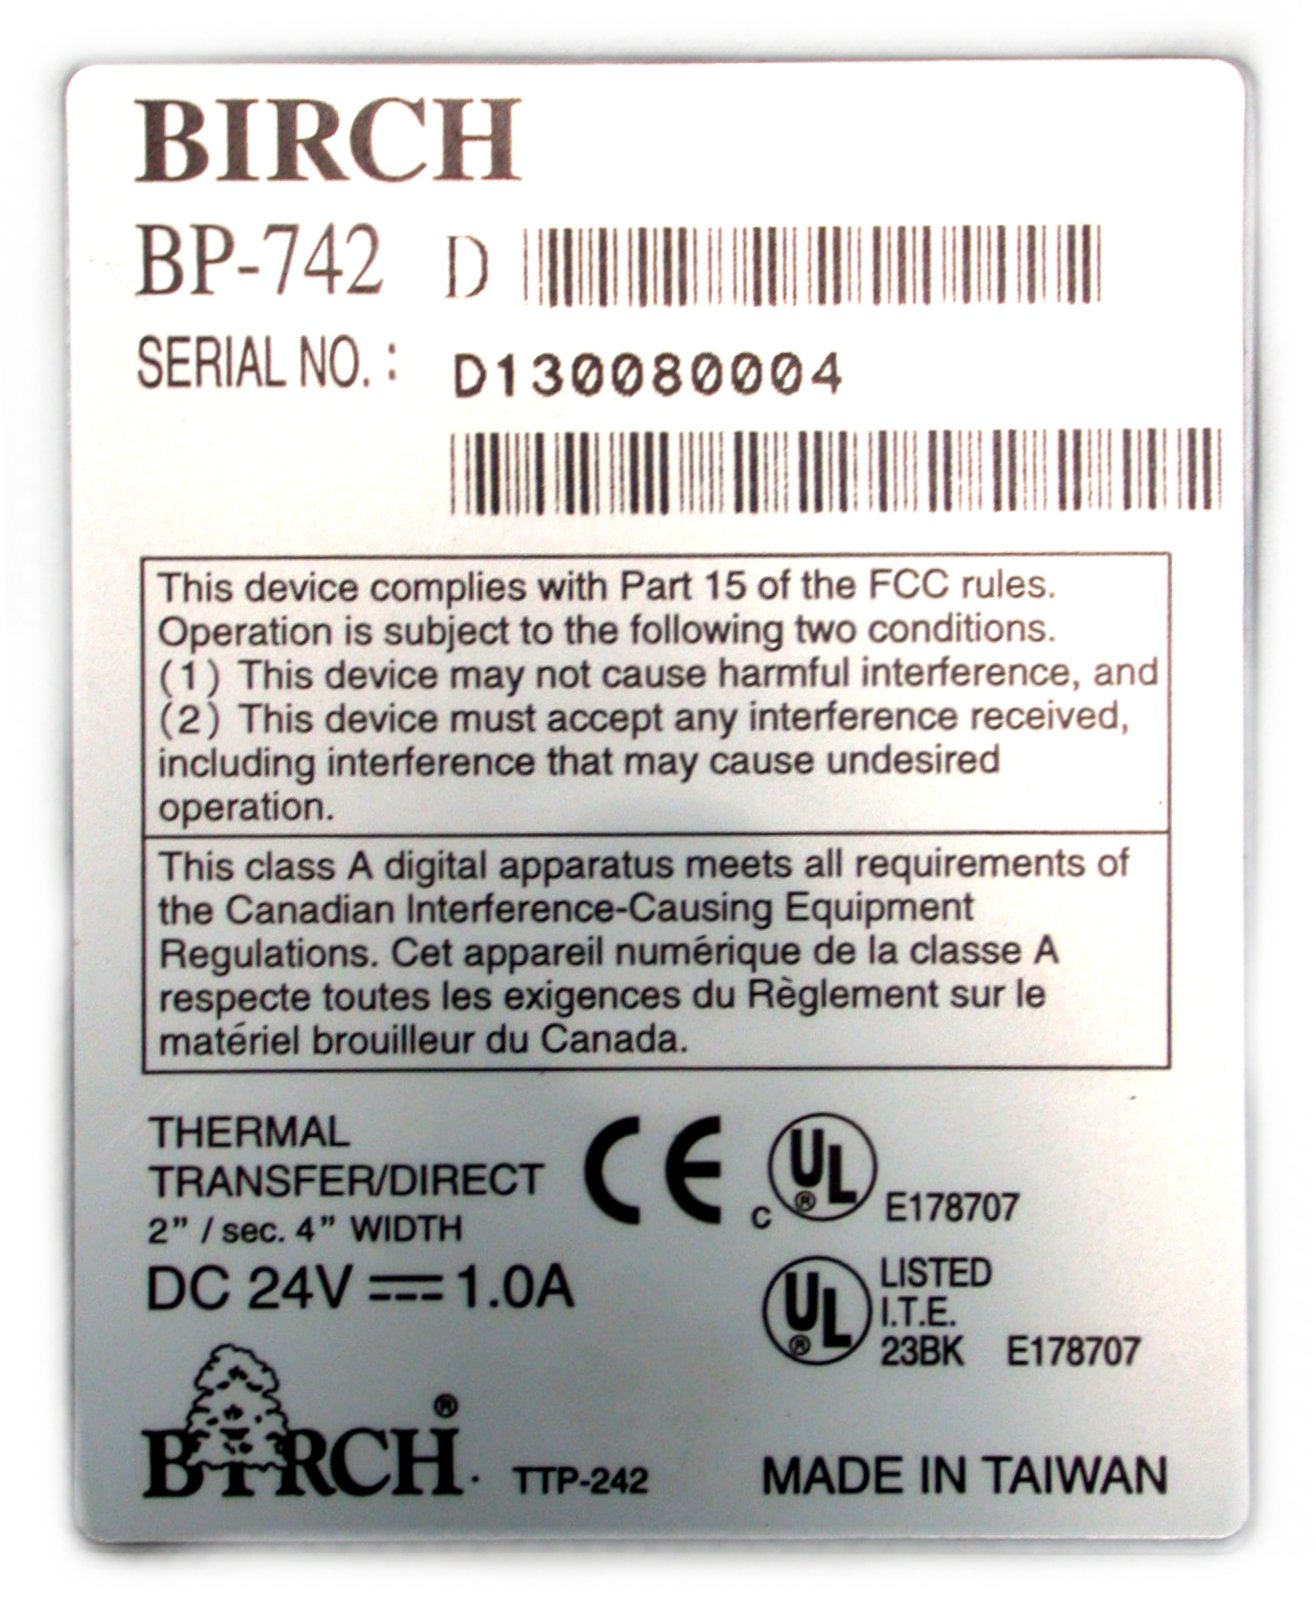 BIRCH
BP-742 D
SERIAL NO. : D130080004
This device complies with Part 15 of the FCC rules.
Operation is subject to the following two conditions.
(1) This device may not cause harmful interference, and
(2) This device must accept any interference received,
including interference that may cause undesired
operation.
This class A digital apparatus meets all requirements of
the Canadian Interference-Causing Equipment
Regulations. Cet appareil numérique de la classe A
respecte toutes les exigences du Règlement sur le
matériel brouilleur du Canada.
THERMAL
TRANSFER/DIRECT
2” / sec. 4” WIDTH
DC 24V ⎓ 1.0A
CE
c UL ® E178707
UL ® LISTED
I.T.E.
23BK E178707
BIRCH ® . TTP-242
MADE IN TAIWAN